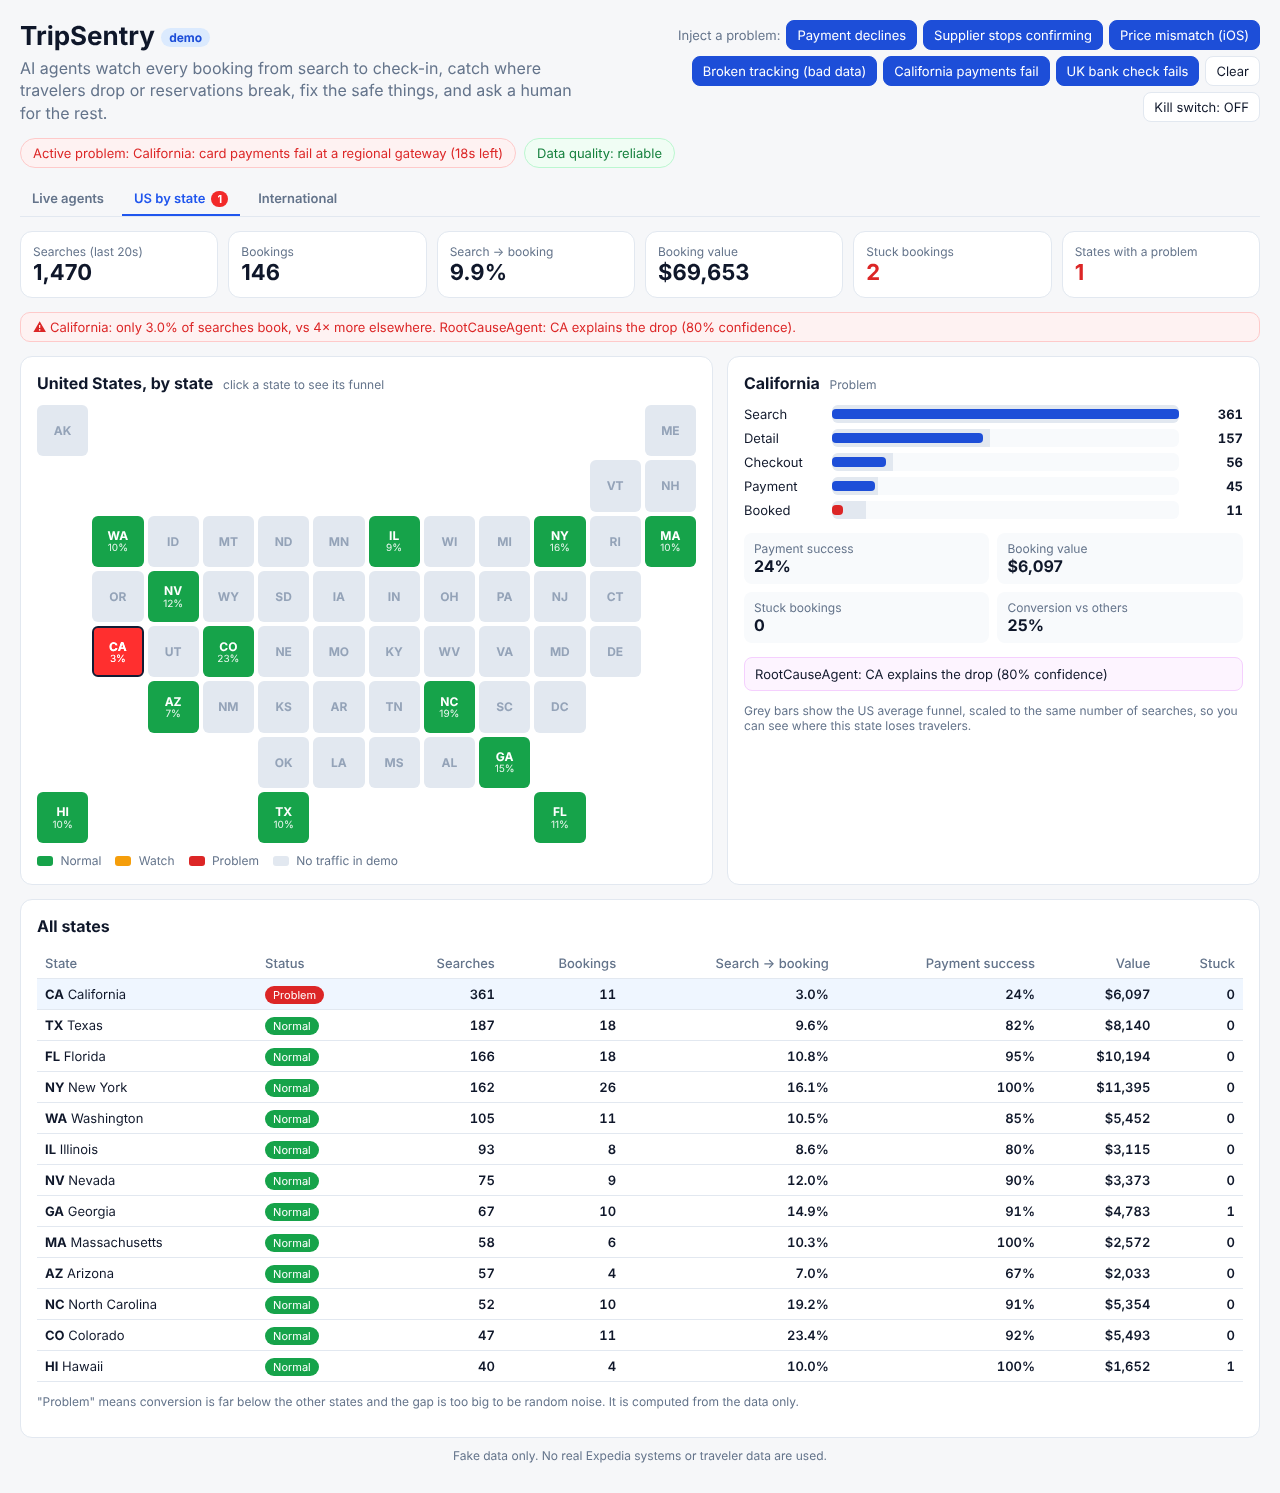 TripSentry demo
AI agents watch every booking from search to check-in, catch where
travelers drop or reservations break, fix the safe things, and ask a human
for the rest.
Inject a problem: Payment declines Supplier stops confirming Price mismatch (iOS)
Broken tracking (bad data) California payments fail UK bank check fails Clear
Kill switch: OFF
Active problem: California: card payments fail at a regional gateway (18s left) Data quality: reliable
Live agents US by state 1 International
Searches (last 20s) Bookings Search → booking Booking value Stuck bookings States with a problem
1,470 146 9.9% $69,653 2 1
⚠ California: only 3.0% of searches book, vs 4× more elsewhere. RootCauseAgent: CA explains the drop (80% confidence).
United States, by state click a state to see its funnel
AK ME
VT NH
WA ID MT ND MN IL WI MI NY RI MA
10% 9% 16% 10%
OR NV WY SD IA IN OH PA NJ CT
12%
CA UT CO NE MO KY WV VA MD DE
3% 23%
AZ NM KS AR TN NC SC DC
7% 19%
OK LA MS AL GA
15%
HI TX FL
10% 10% 11%
Normal Watch Problem No traffic in demo
California Problem
Search 361
Detail 157
Checkout 56
Payment 45
Booked 11
Payment success Booking value
24% $6,097
Stuck bookings Conversion vs others
0 25%
RootCauseAgent: CA explains the drop (80% confidence)
Grey bars show the US average funnel, scaled to the same number of searches, so you
can see where this state loses travelers.
All states
State Status Searches Bookings Search → booking Payment success Value Stuck
CA California Problem 361 11 3.0% 24% $6,097 0
TX Texas Normal 187 18 9.6% 82% $8,140 0
FL Florida Normal 166 18 10.8% 95% $10,194 0
NY New York Normal 162 26 16.1% 100% $11,395 0
WA Washington Normal 105 11 10.5% 85% $5,452 0
IL Illinois Normal 93 8 8.6% 80% $3,115 0
NV Nevada Normal 75 9 12.0% 90% $3,373 0
GA Georgia Normal 67 10 14.9% 91% $4,783 1
MA Massachusetts Normal 58 6 10.3% 100% $2,572 0
AZ Arizona Normal 57 4 7.0% 67% $2,033 0
NC North Carolina Normal 52 10 19.2% 91% $5,354 0
CO Colorado Normal 47 11 23.4% 92% $5,493 0
HI Hawaii Normal 40 4 10.0% 100% $1,652 1
"Problem" means conversion is far below the other states and the gap is too big to be random noise. It is computed from the data only.
Fake data only. No real Expedia systems or traveler data are used.